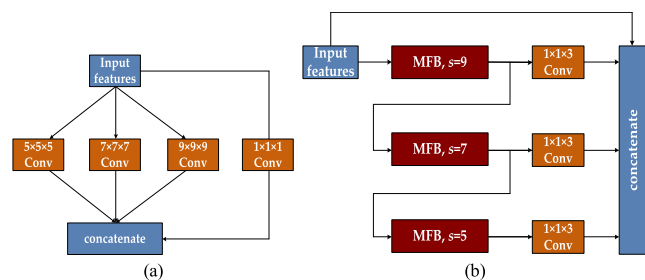 Input
features
5×5×5
Conv
7×7×7
Conv
9×9×9
Conv
1×1×1
Conv
concatenate
(a)
Input
features
MFB, s=9
1×1×3
Conv
MFB, s=7
1×1×3
Conv
MFB, s=5
1×1×3
Conv
concatenate
(b)